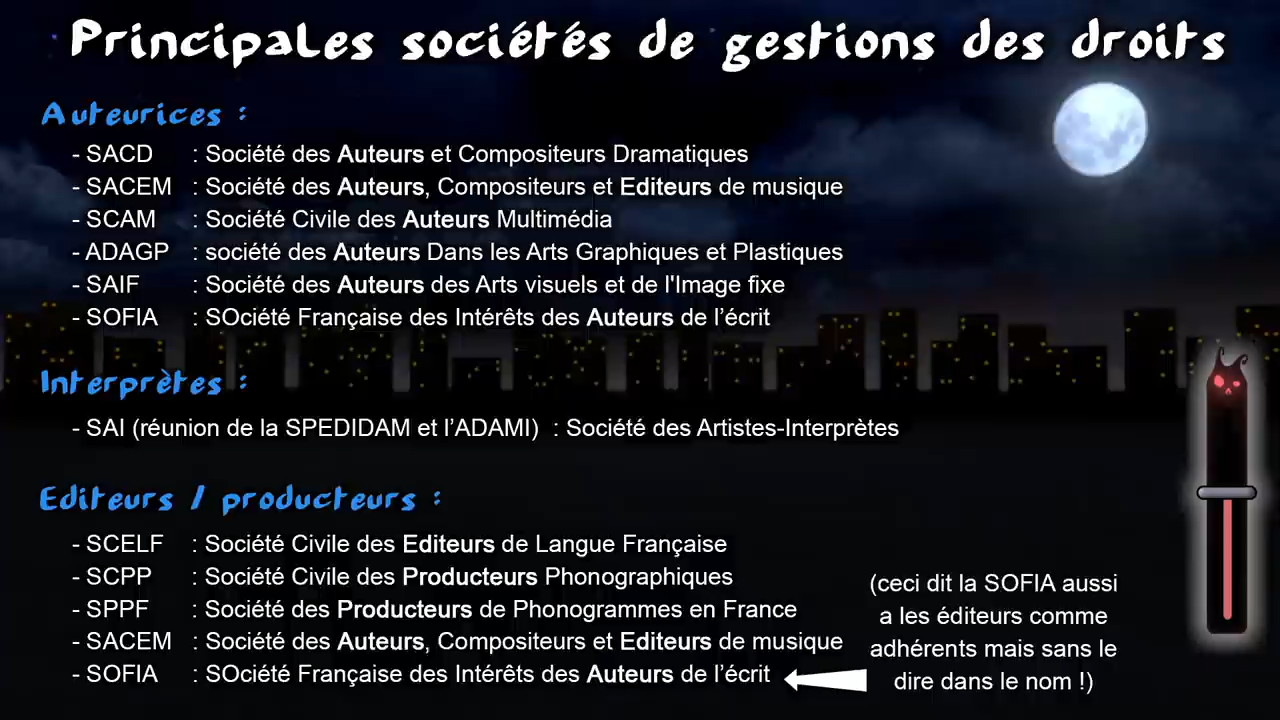 Principales sociétés de gestions des droits
Auteurices :
- SACD : Société des Auteurs et Compositeurs Dramatiques
- SACEM : Société des Auteurs, Compositeurs et Editeurs de musique
- SCAM : Société Civile des Auteurs Multimédia
- ADAGP : société des Auteurs Dans les Arts Graphiques et Plastiques
- SAIF : Société des Auteurs des Arts visuels et de l'Image fixe
- SOFIA : SOciété Française des Intérêts des Auteurs de l’écrit
Interprètes :
- SAI (réunion de la SPEDIDAM et l’ADAMI) : Société des Artistes-Interprètes
Editeurs / producteurs :
- SCELF : Société Civile des Editeurs de Langue Française
- SCPP : Société Civile des Producteurs Phonographiques
- SPPF : Société des Producteurs de Phonogrammes en France
- SACEM : Société des Auteurs, Compositeurs et Editeurs de musique
- SOFIA : SOciété Française des Intérêts des Auteurs de l’écrit
(ceci dit la SOFIA aussi
a les éditeurs comme
adhérents mais sans le
dire dans le nom !)